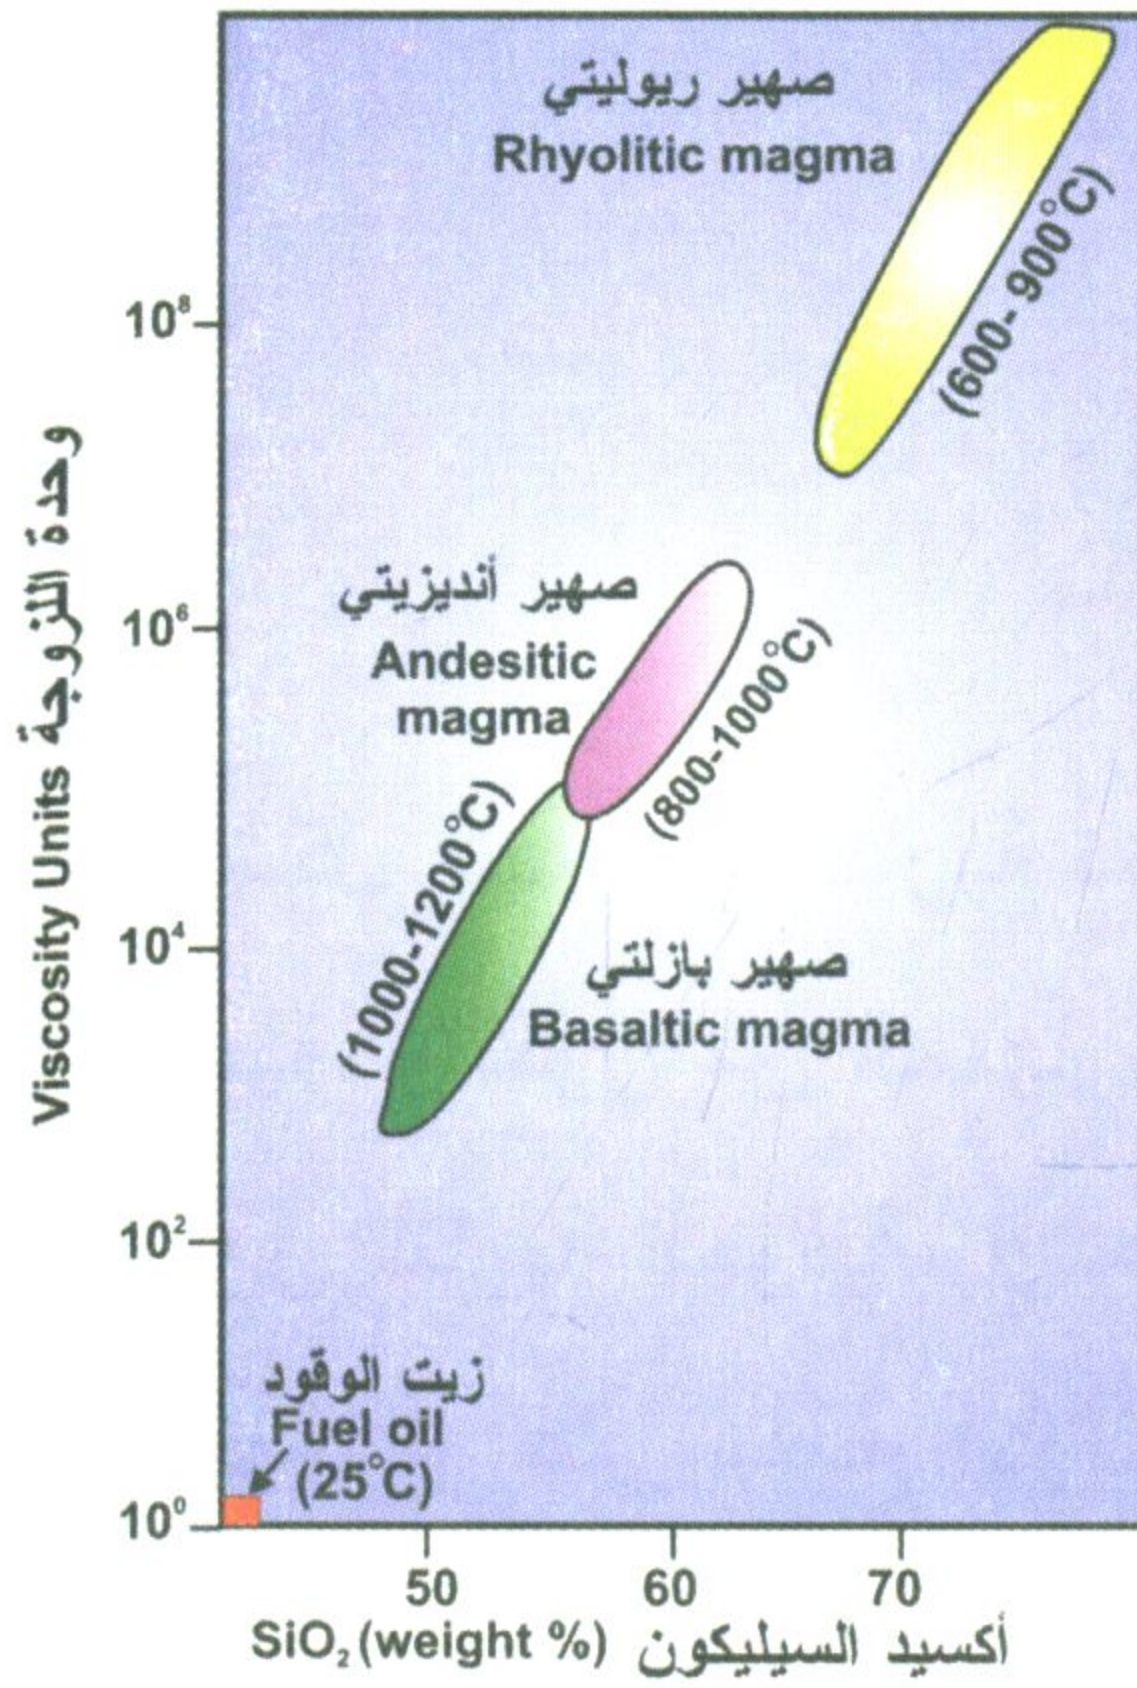 صهير ريوليتي
Rhyolitic magma
(600- 900°C)
10⁸
وحدة اللزوجة Viscosity Units
صهير أنديزيتي
Andesitic
magma
(800-1000°C)
10⁶
(1000-1200°C)
10⁴
صهير بازلتي
Basaltic magma
10²
زيت الوقود
Fuel oil
(25°C)
10⁰
50 60 70
SiO₂ (weight %) أكسيد السيليكون